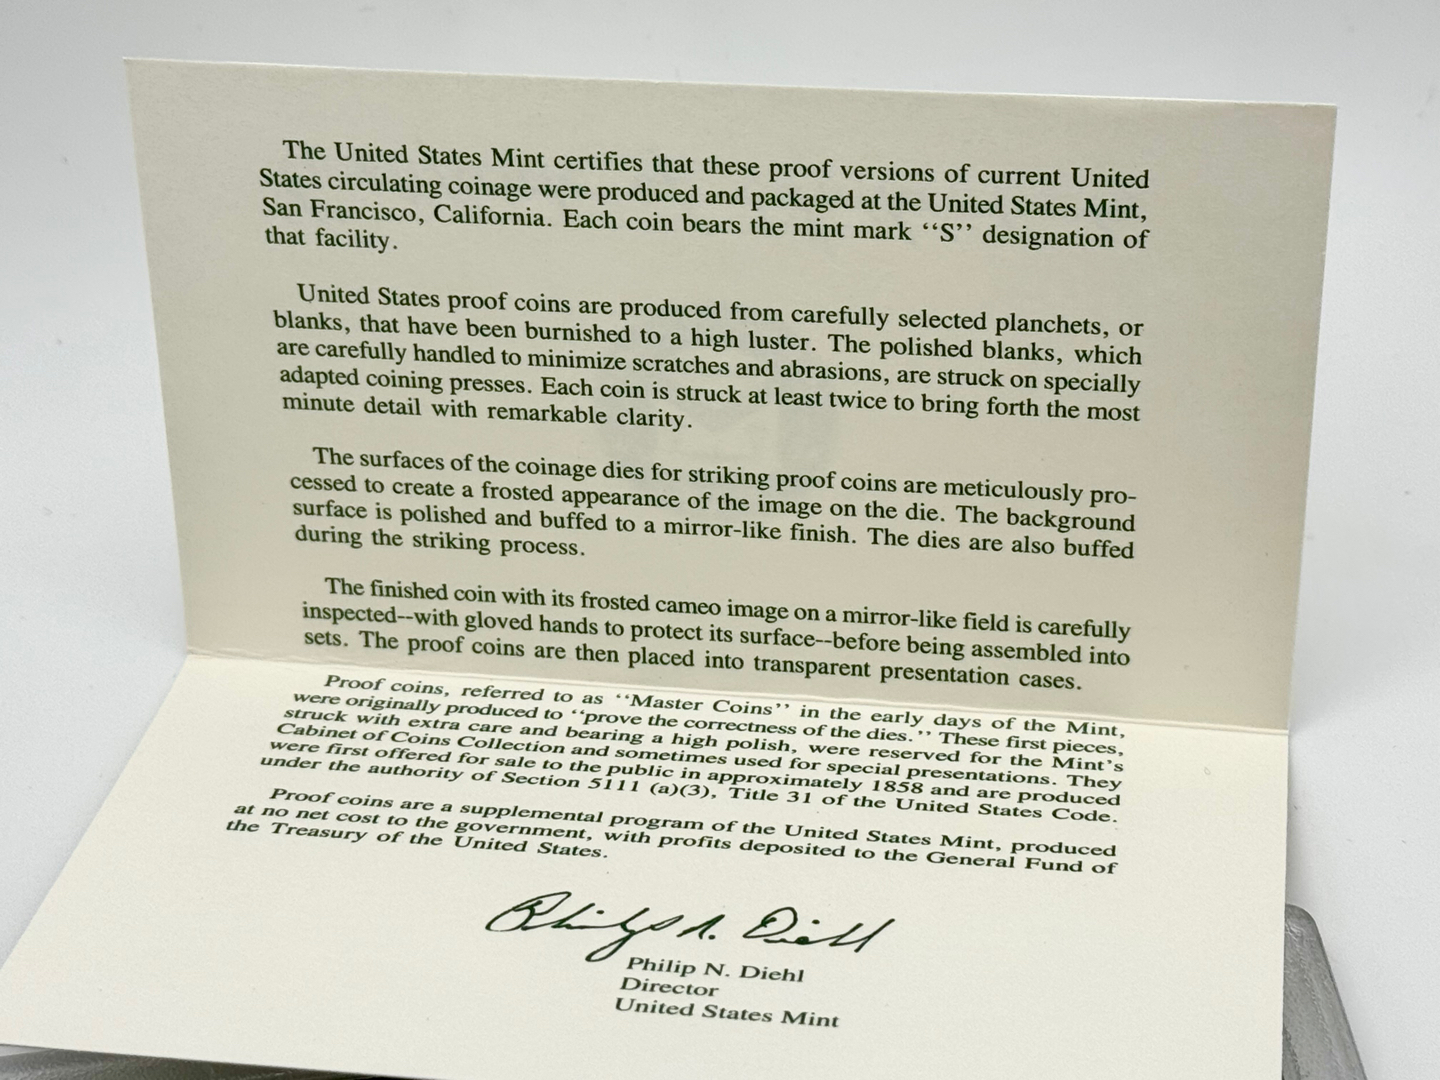 The United States Mint certifies that these proof versions of current United
States circulating coinage were produced and packaged at the United States Mint,
San Francisco, California. Each coin bears the mint mark ‘‘S’’ designation of
that facility.
United States proof coins are produced from carefully selected planchets, or
blanks, that have been burnished to a high luster. The polished blanks, which
are carefully handled to minimize scratches and abrasions, are struck on specially
adapted coining presses. Each coin is struck at least twice to bring forth the most
minute detail with remarkable clarity.
The surfaces of the coinage dies for striking proof coins are meticulously pro-
cessed to create a frosted appearance of the image on the die. The background
surface is polished and buffed to a mirror-like finish. The dies are also buffed
during the striking process.
The finished coin with its frosted cameo image on a mirror-like field is carefully
inspected--with gloved hands to protect its surface--before being assembled into
sets. The proof coins are then placed into transparent presentation cases.
Proof coins, referred to as ‘‘Master Coins’’ in the early days of the Mint,
were originally produced to ‘‘prove the correctness of the dies.’’ These first pieces,
struck with extra care and bearing a high polish, were reserved for the Mint's
Cabinet of Coins Collection and sometimes used for special presentations. They
were first offered for sale to the public in approximately 1858 and are produced
under the authority of Section 5111 (a)(3), Title 31 of the United States Code.
Proof coins are a supplemental program of the United States Mint, produced
at no net cost to the government, with profits deposited to the General Fund of
the Treasury of the United States.
Philip N. Diehl
Philip N. Diehl
Director
United States Mint